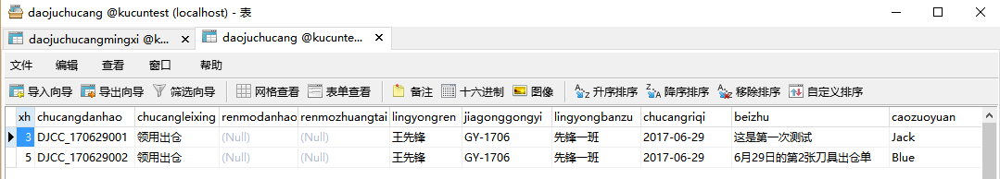 daojuchucang @kucuntest (localhost) - 表
daojuchucangmingxi @k... daojuchucang @kucunte...
文件 编辑 查看 窗口 帮助
导入向导 导出向导 筛选向导 网格查看 表单查看 备注 十六进制 图像 升序排序 降序排序 移除排序 自定义排序
xh chucangdanhao chucangleixing renmodanhao renmozhuangtai lingyongren jiagonggongyi lingyongbanzu chucangriqi beizhu caozuoyuan
3 DJCC_170629001 领用出仓 (Null) (Null) 王先锋 GY-1706 先锋一班 2017-06-29 这是第一次测试 Jack
5 DJCC_170629002 领用出仓 (Null) (Null) 王先锋 GY-1706 先锋一班 2017-06-29 6月29日的第2张刀具出仓单 Blue